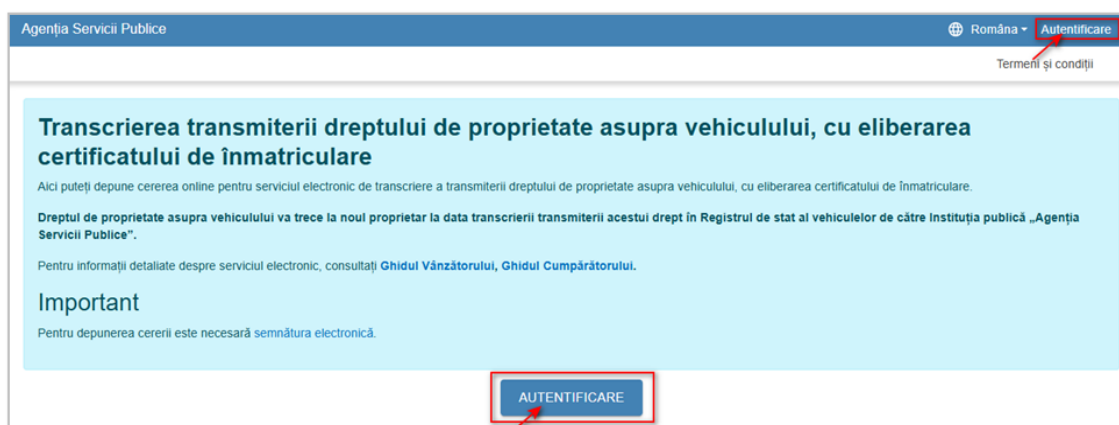 Agenția Servicii Publice
Româna
Autentificare
Termeni și condiții
Transcrierea transmiterii dreptului de proprietate asupra vehiculului, cu eliberarea
certificatului de înmatriculare
Aici puteți depune cererea online pentru serviciul electronic de transcriere a transmiterii dreptului de proprietate asupra vehiculului, cu eliberarea certificatului de înmatriculare.
Dreptul de proprietate asupra vehiculului va trece la noul proprietar la data transcrierii transmiterii acestui drept în Registrul de stat al vehiculelor de către Instituția publică „Agenția
Servicii Publice”.
Pentru informații detaliate despre serviciul electronic, consultați Ghidul Vânzătorului, Ghidul Cumpărătorului.
Important
Pentru depunerea cererii este necesară semnătura electronică.
AUTENTIFICARE